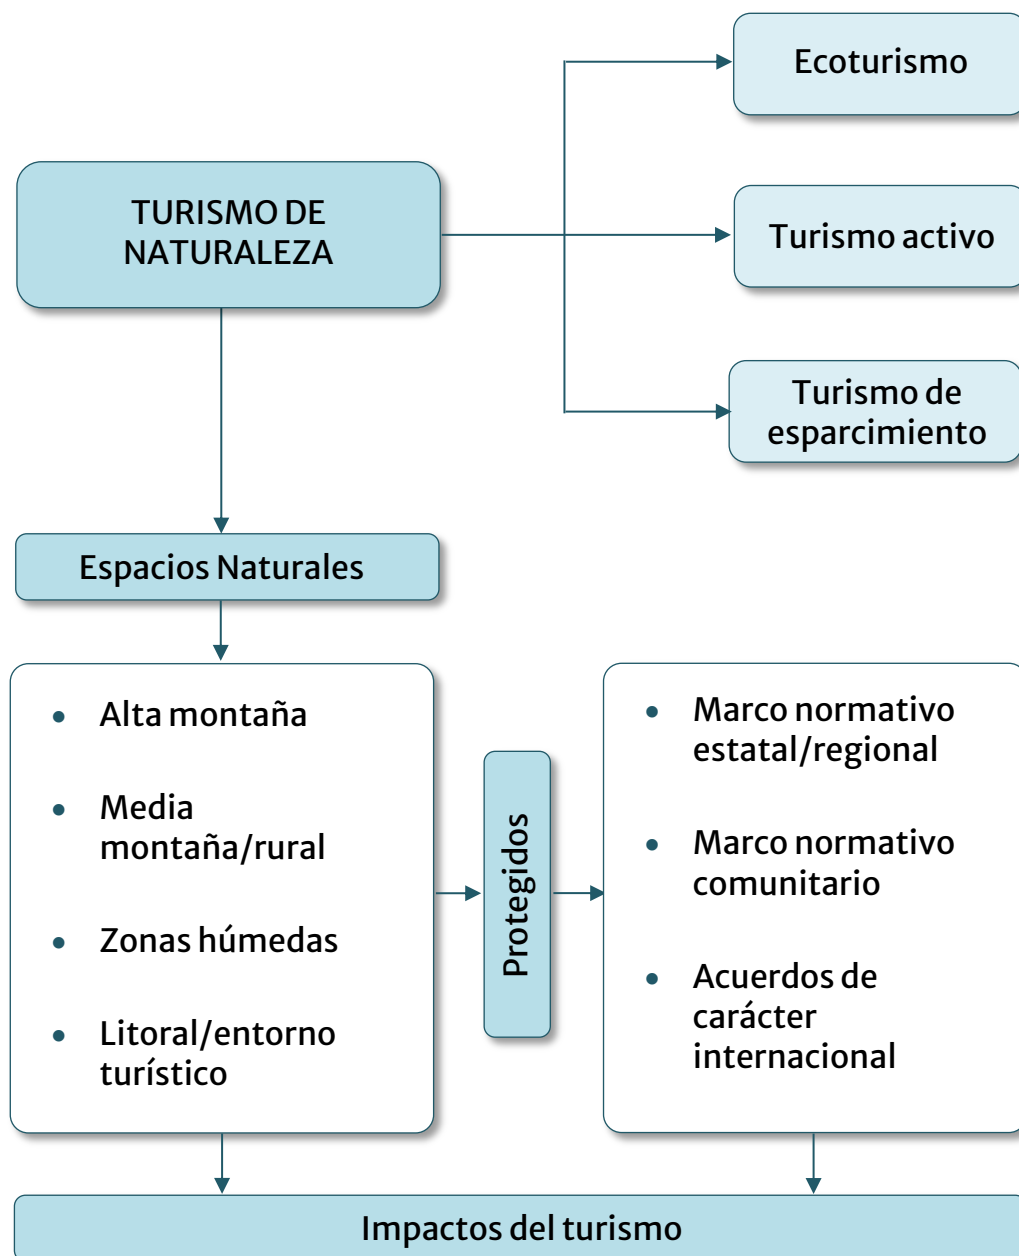 Ecoturismo
TURISMO DE
NATURALEZA
Turismo activo
Turismo de
esparcimiento
Espacios Naturales
• Alta montaña
• Media
montaña/rural
• Zonas húmedas
• Litoral/entorno
turístico
Protegidos
• Marco normativo
estatal/regional
• Marco normativo
comunitario
• Acuerdos de
carácter
internacional
Impactos del turismo